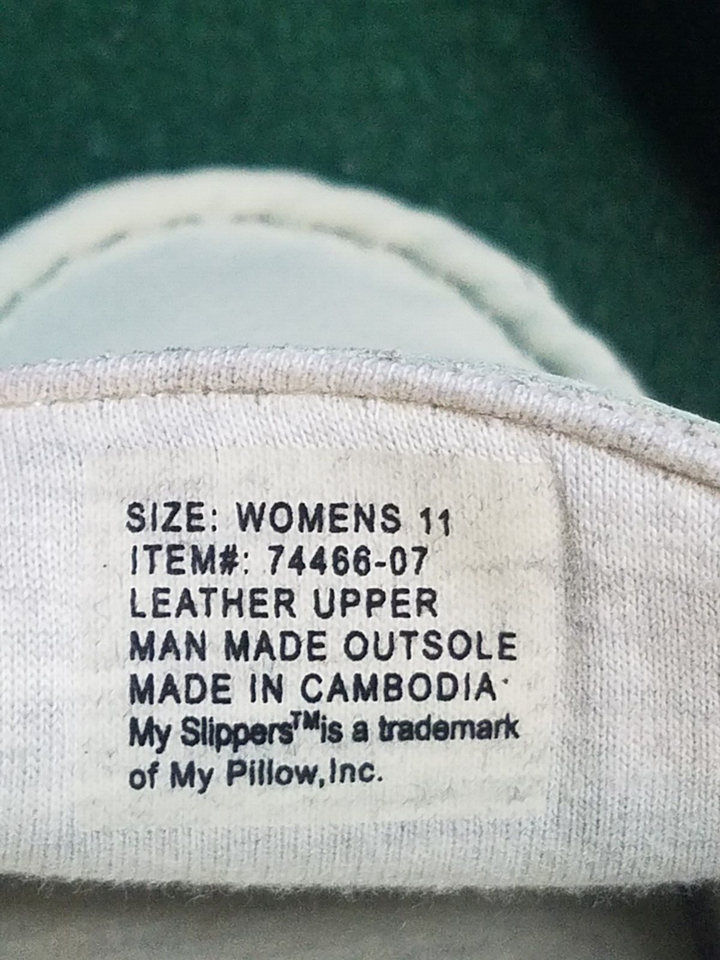 SIZE: WOMENS 11
ITEM#: 74466-07
LEATHER UPPER
MAN MADE OUTSOLE
MADE IN CAMBODIA
My Slippers™is a trademark
of My Pillow,Inc.